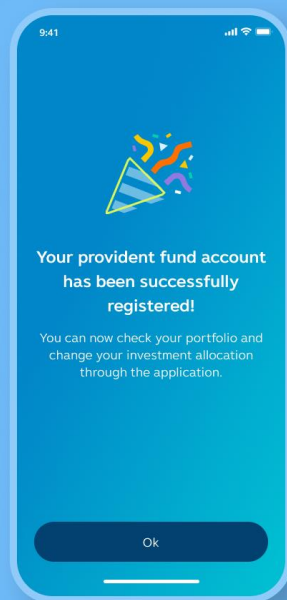 9:41
Your provident fund account
has been successfully
registered!
You can now check your portfolio and
change your investment allocation
through the application.
Ok